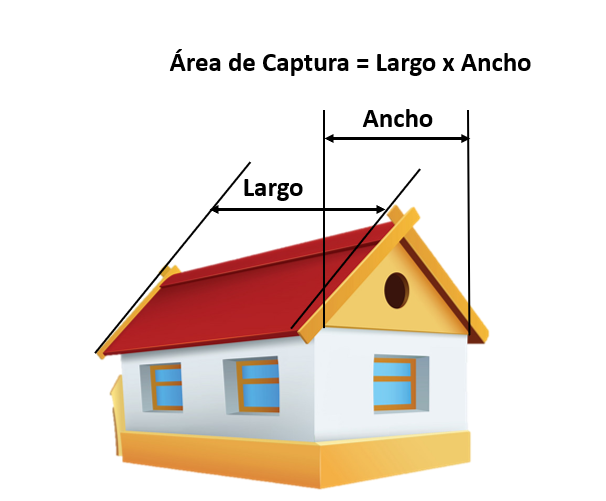 Área de Captura = Largo x Ancho
Ancho
Largo